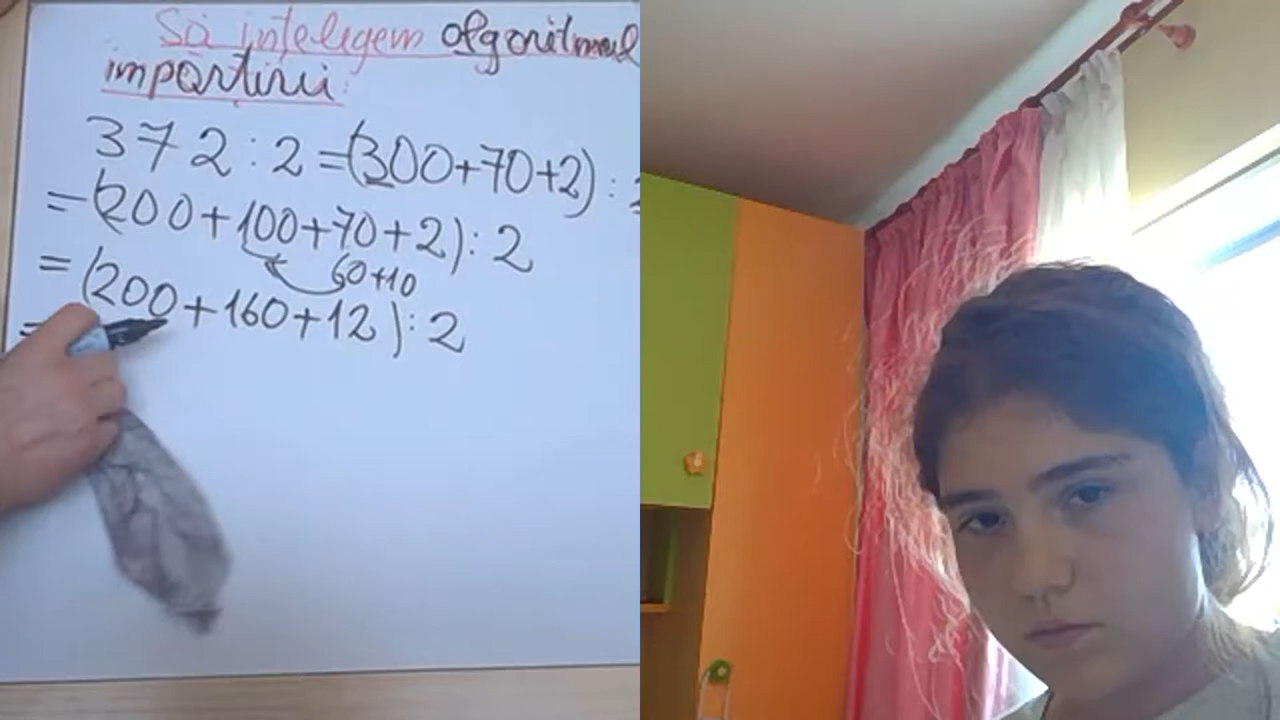 Să înțelegem algoritmul
împărțirii:
372:2=(300+70+2):2
=(200+100+70+2):2
60+10
=(200+160+12):2
=